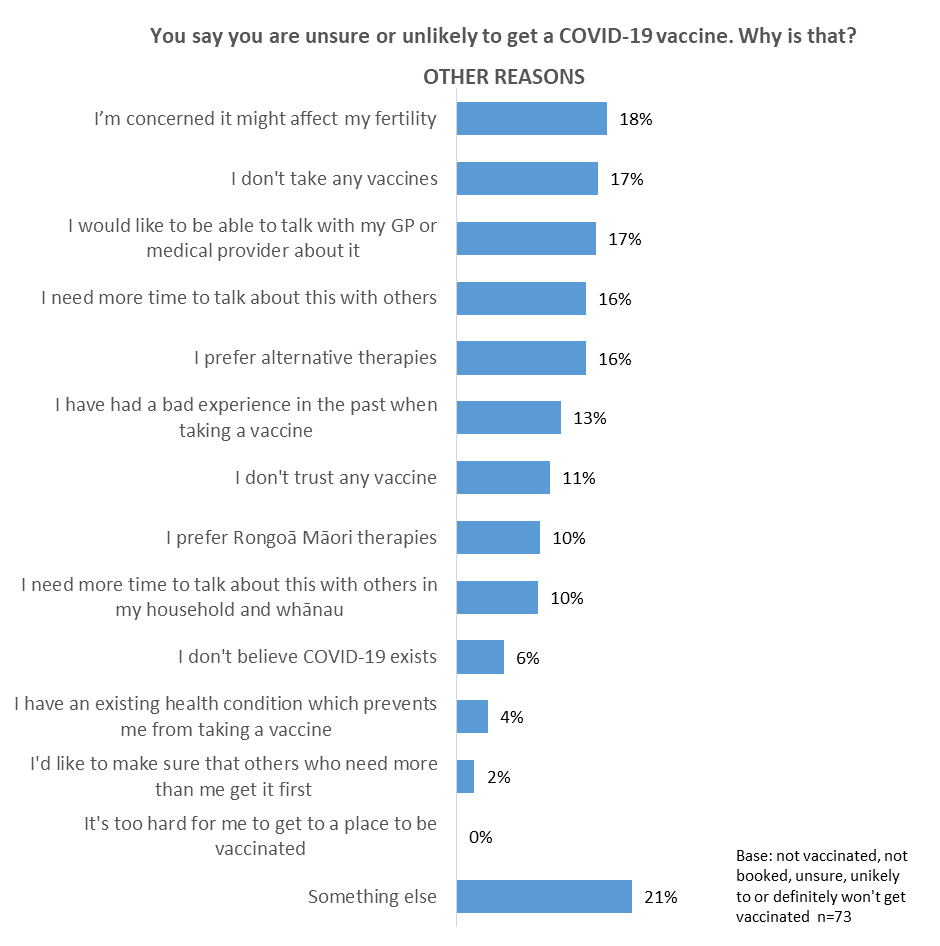 You say you are unsure or unlikely to get a COVID-19 vaccine. Why is that?
OTHER REASONS
I’m concerned it might affect my fertility
18%
I don't take any vaccines
17%
I would like to be able to talk with my GP or
medical provider about it
17%
I need more time to talk about this with others
16%
I prefer alternative therapies
16%
I have had a bad experience in the past when
taking a vaccine
13%
I don't trust any vaccine
11%
I prefer Rongoā Māori therapies
10%
I need more time to talk about this with others in
my household and whānau
10%
I don't believe COVID-19 exists
6%
I have an existing health condition which prevents
me from taking a vaccine
4%
I'd like to make sure that others who need more
than me get it first
2%
It's too hard for me to get to a place to be
vaccinated
0%
Something else
21%
Base: not vaccinated, not
booked, unsure, unikely
to or definitely won't get
vaccinated n=73